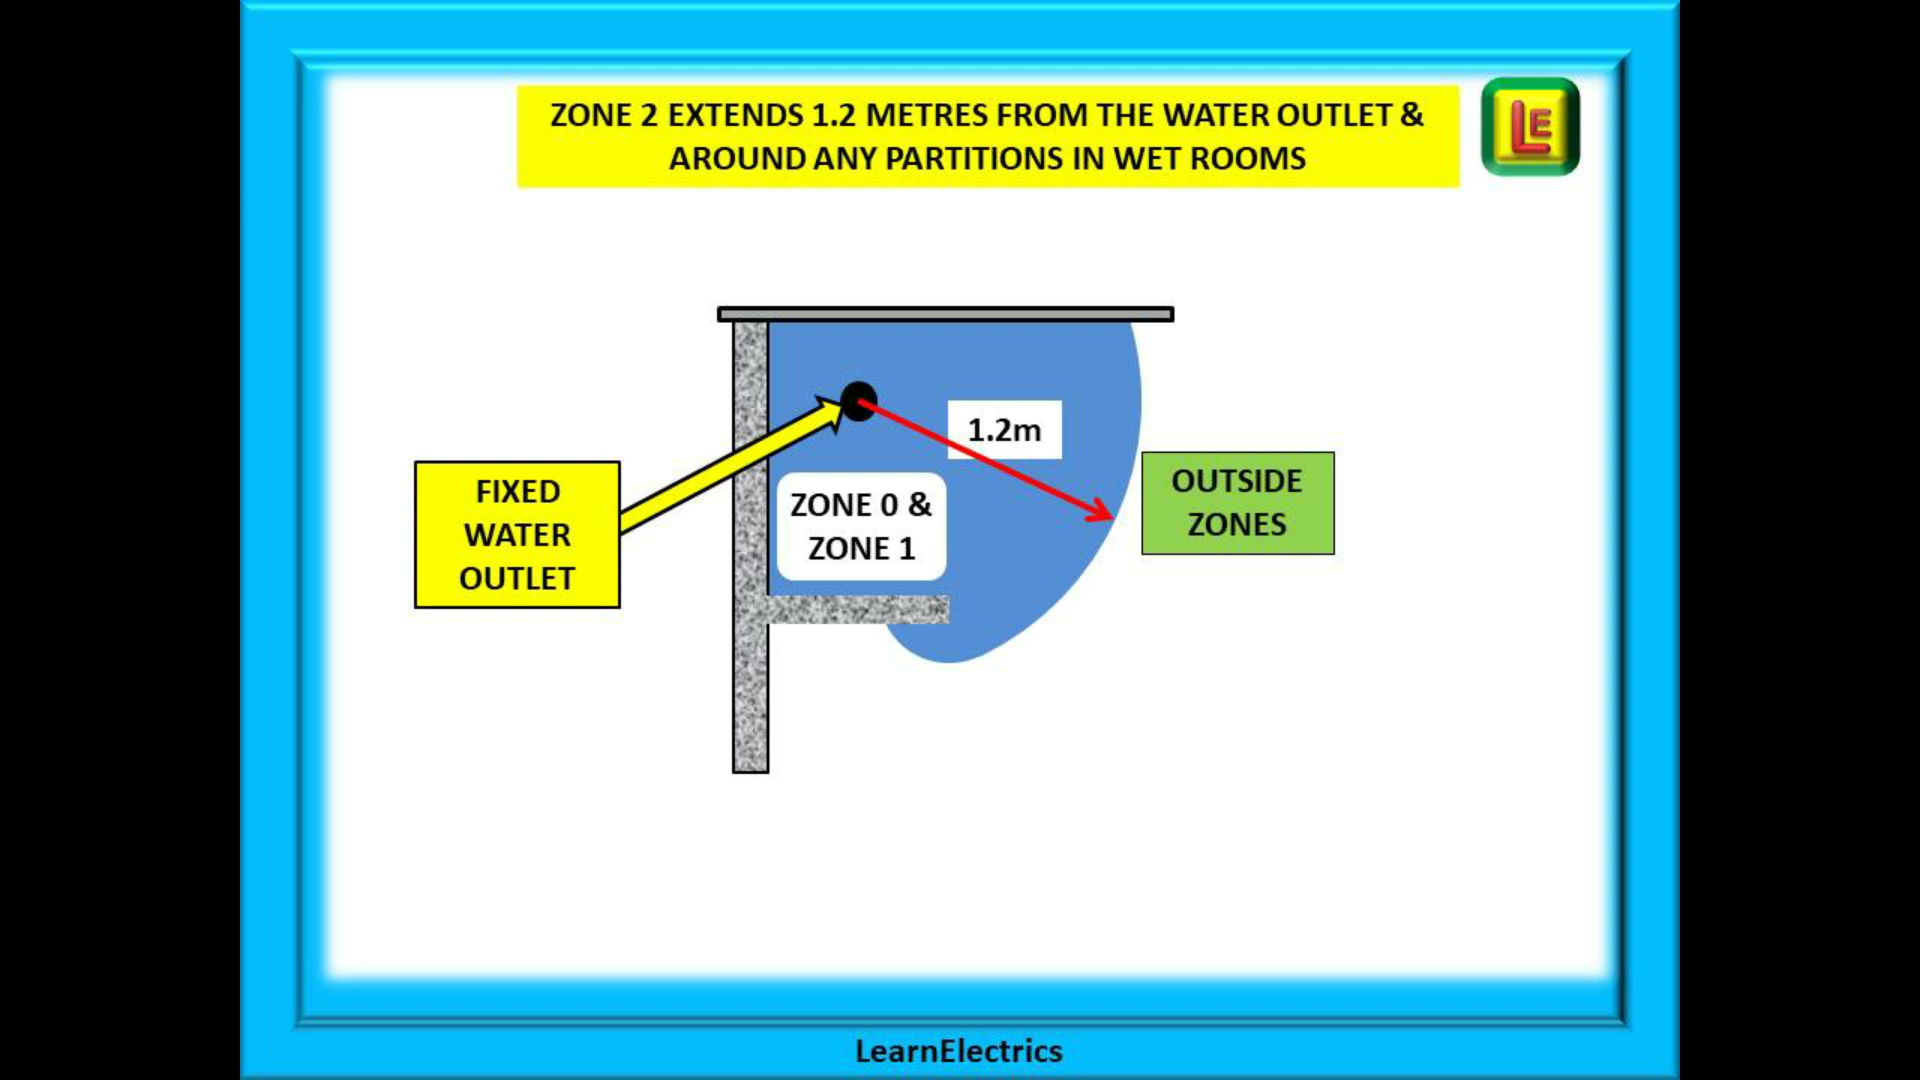 ZONE 2 EXTENDS 1.2 METRES FROM THE WATER OUTLET &
AROUND ANY PARTITIONS IN WET ROOMS
LE
1.2m
FIXED
WATER
OUTLET
ZONE 0 &
ZONE 1
OUTSIDE
ZONES
LearnElectrics